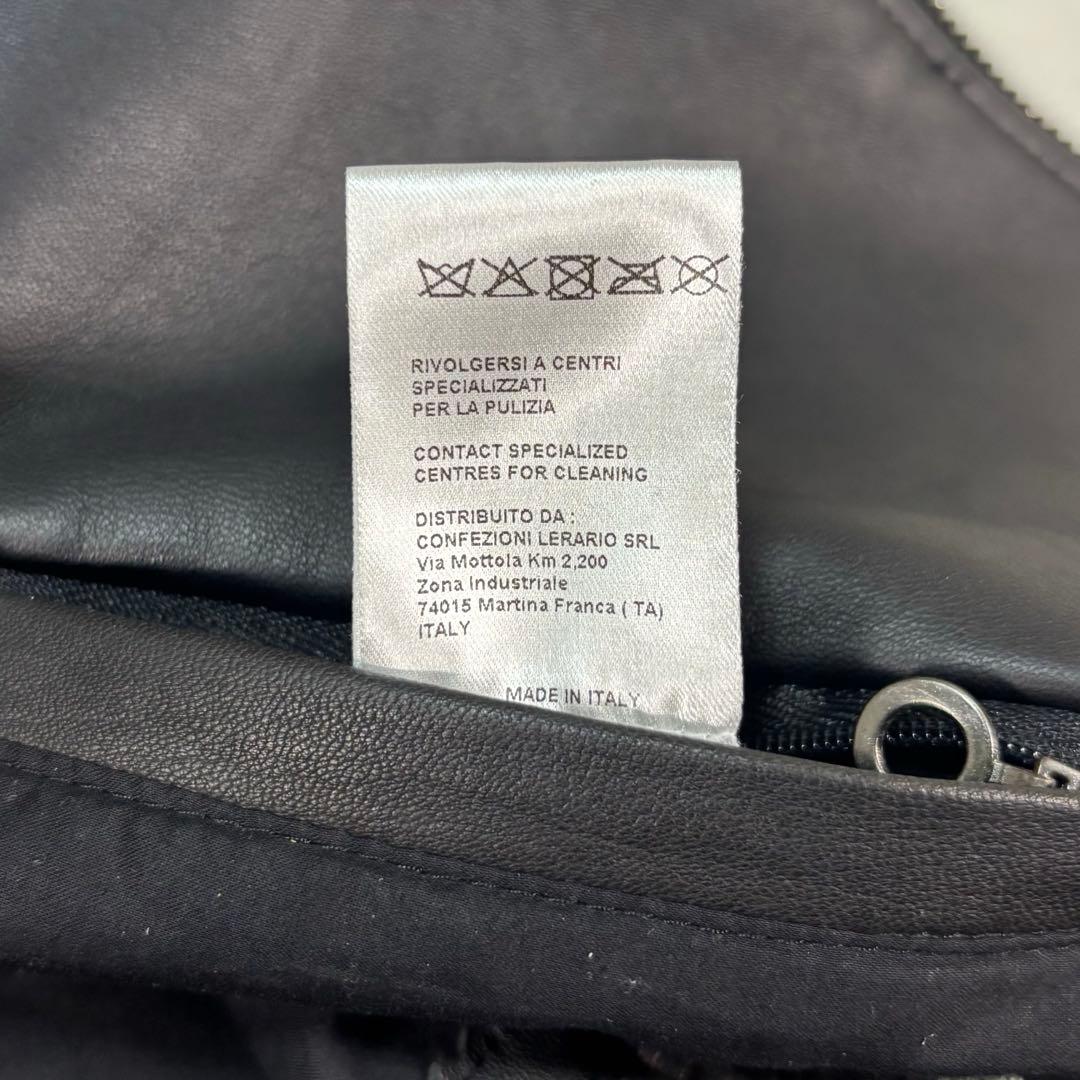 RIVOLGERSI A CENTRI
SPECIALIZZATI
PER LA PULIZIA
CONTACT SPECIALIZED
CENTRES FOR CLEANING
DISTRIBUITO DA :
CONFEZIONI LERARIO SRL
Via Mottola Km 2,200
Zona Industriale
74015 Martina Franca ( TA)
ITALY
MADE IN ITALY